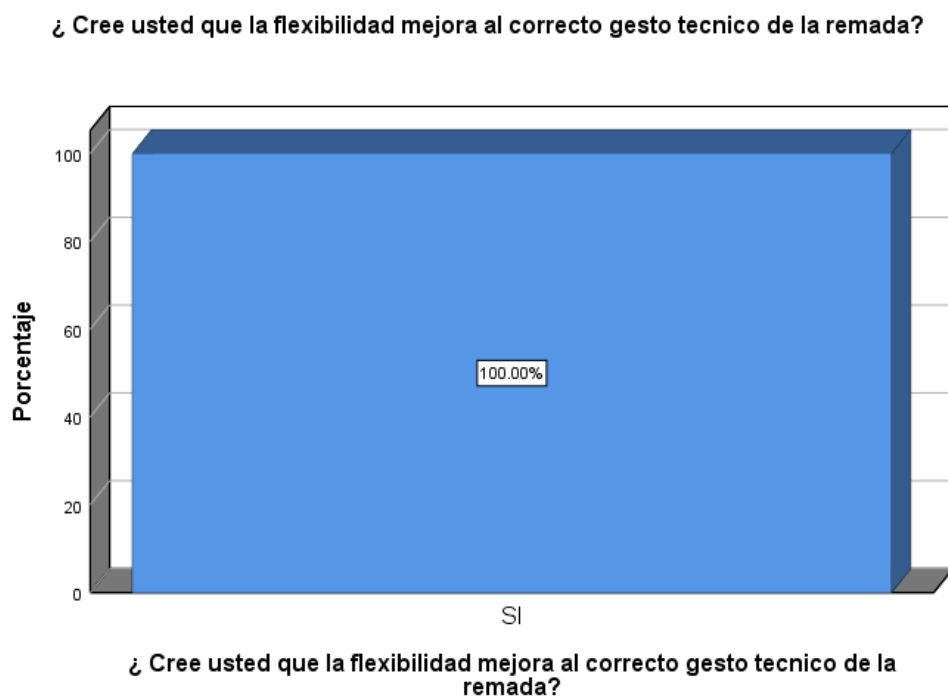 ¿ Cree usted que la flexibilidad mejora al correcto gesto tecnico de la remada?
Porcentaje
100
80
60
40
20
0
100.00%
SI
¿ Cree usted que la flexibilidad mejora al correcto gesto tecnico de la
remada?